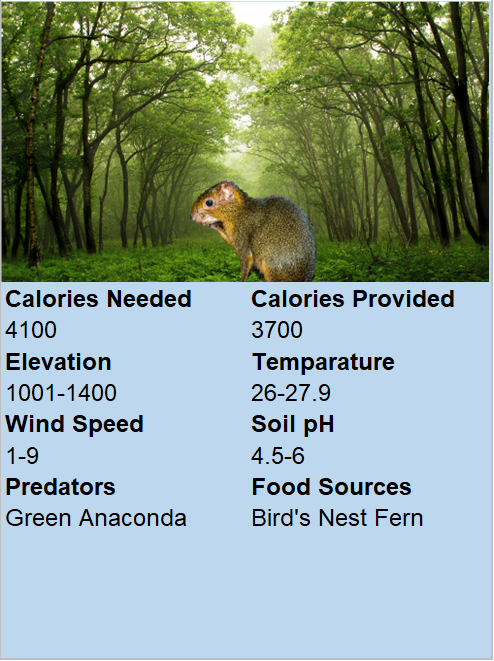 Calories Needed Calories Provided
4100 3700
Elevation Temparature
1001-1400 26-27.9
Wind Speed Soil pH
1-9 4.5-6
Predators Food Sources
Green Anaconda Bird's Nest Fern